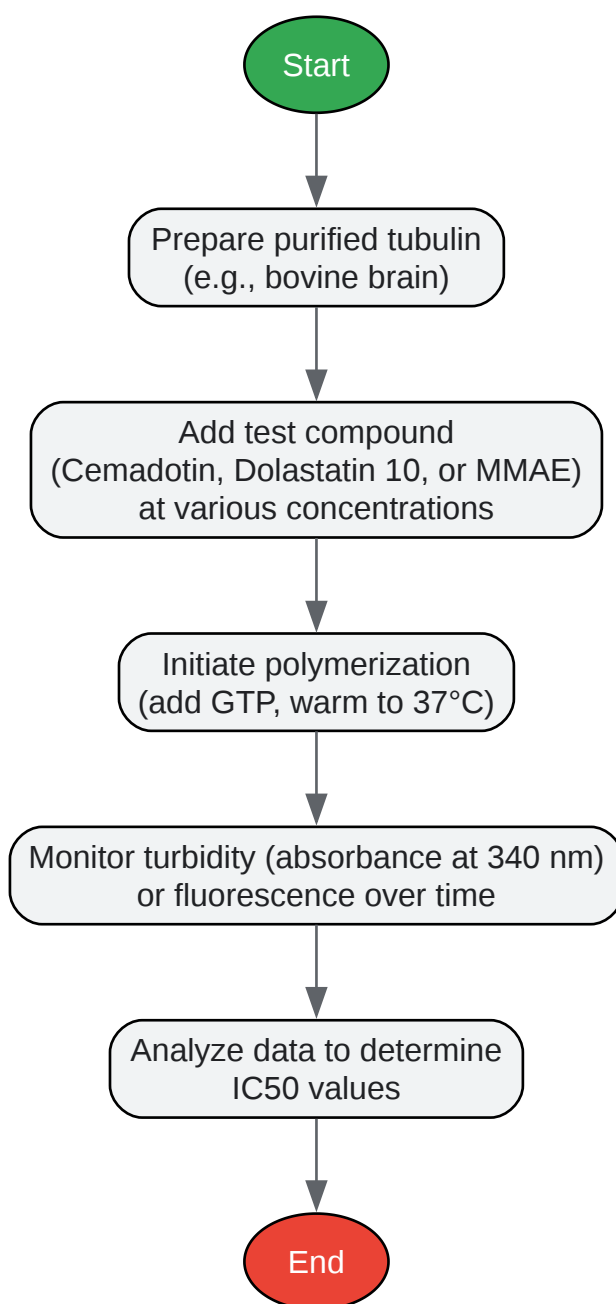 Start
Prepare purified tubulin
(e.g., bovine brain)
Add test compound
(Cemadotin, Dolastatin 10, or MMAE)
at various concentrations
Initiate polymerization
(add GTP, warm to 37°C)
Monitor turbidity (absorbance at 340 nm)
or fluorescence over time
Analyze data to determine
IC50 values
End